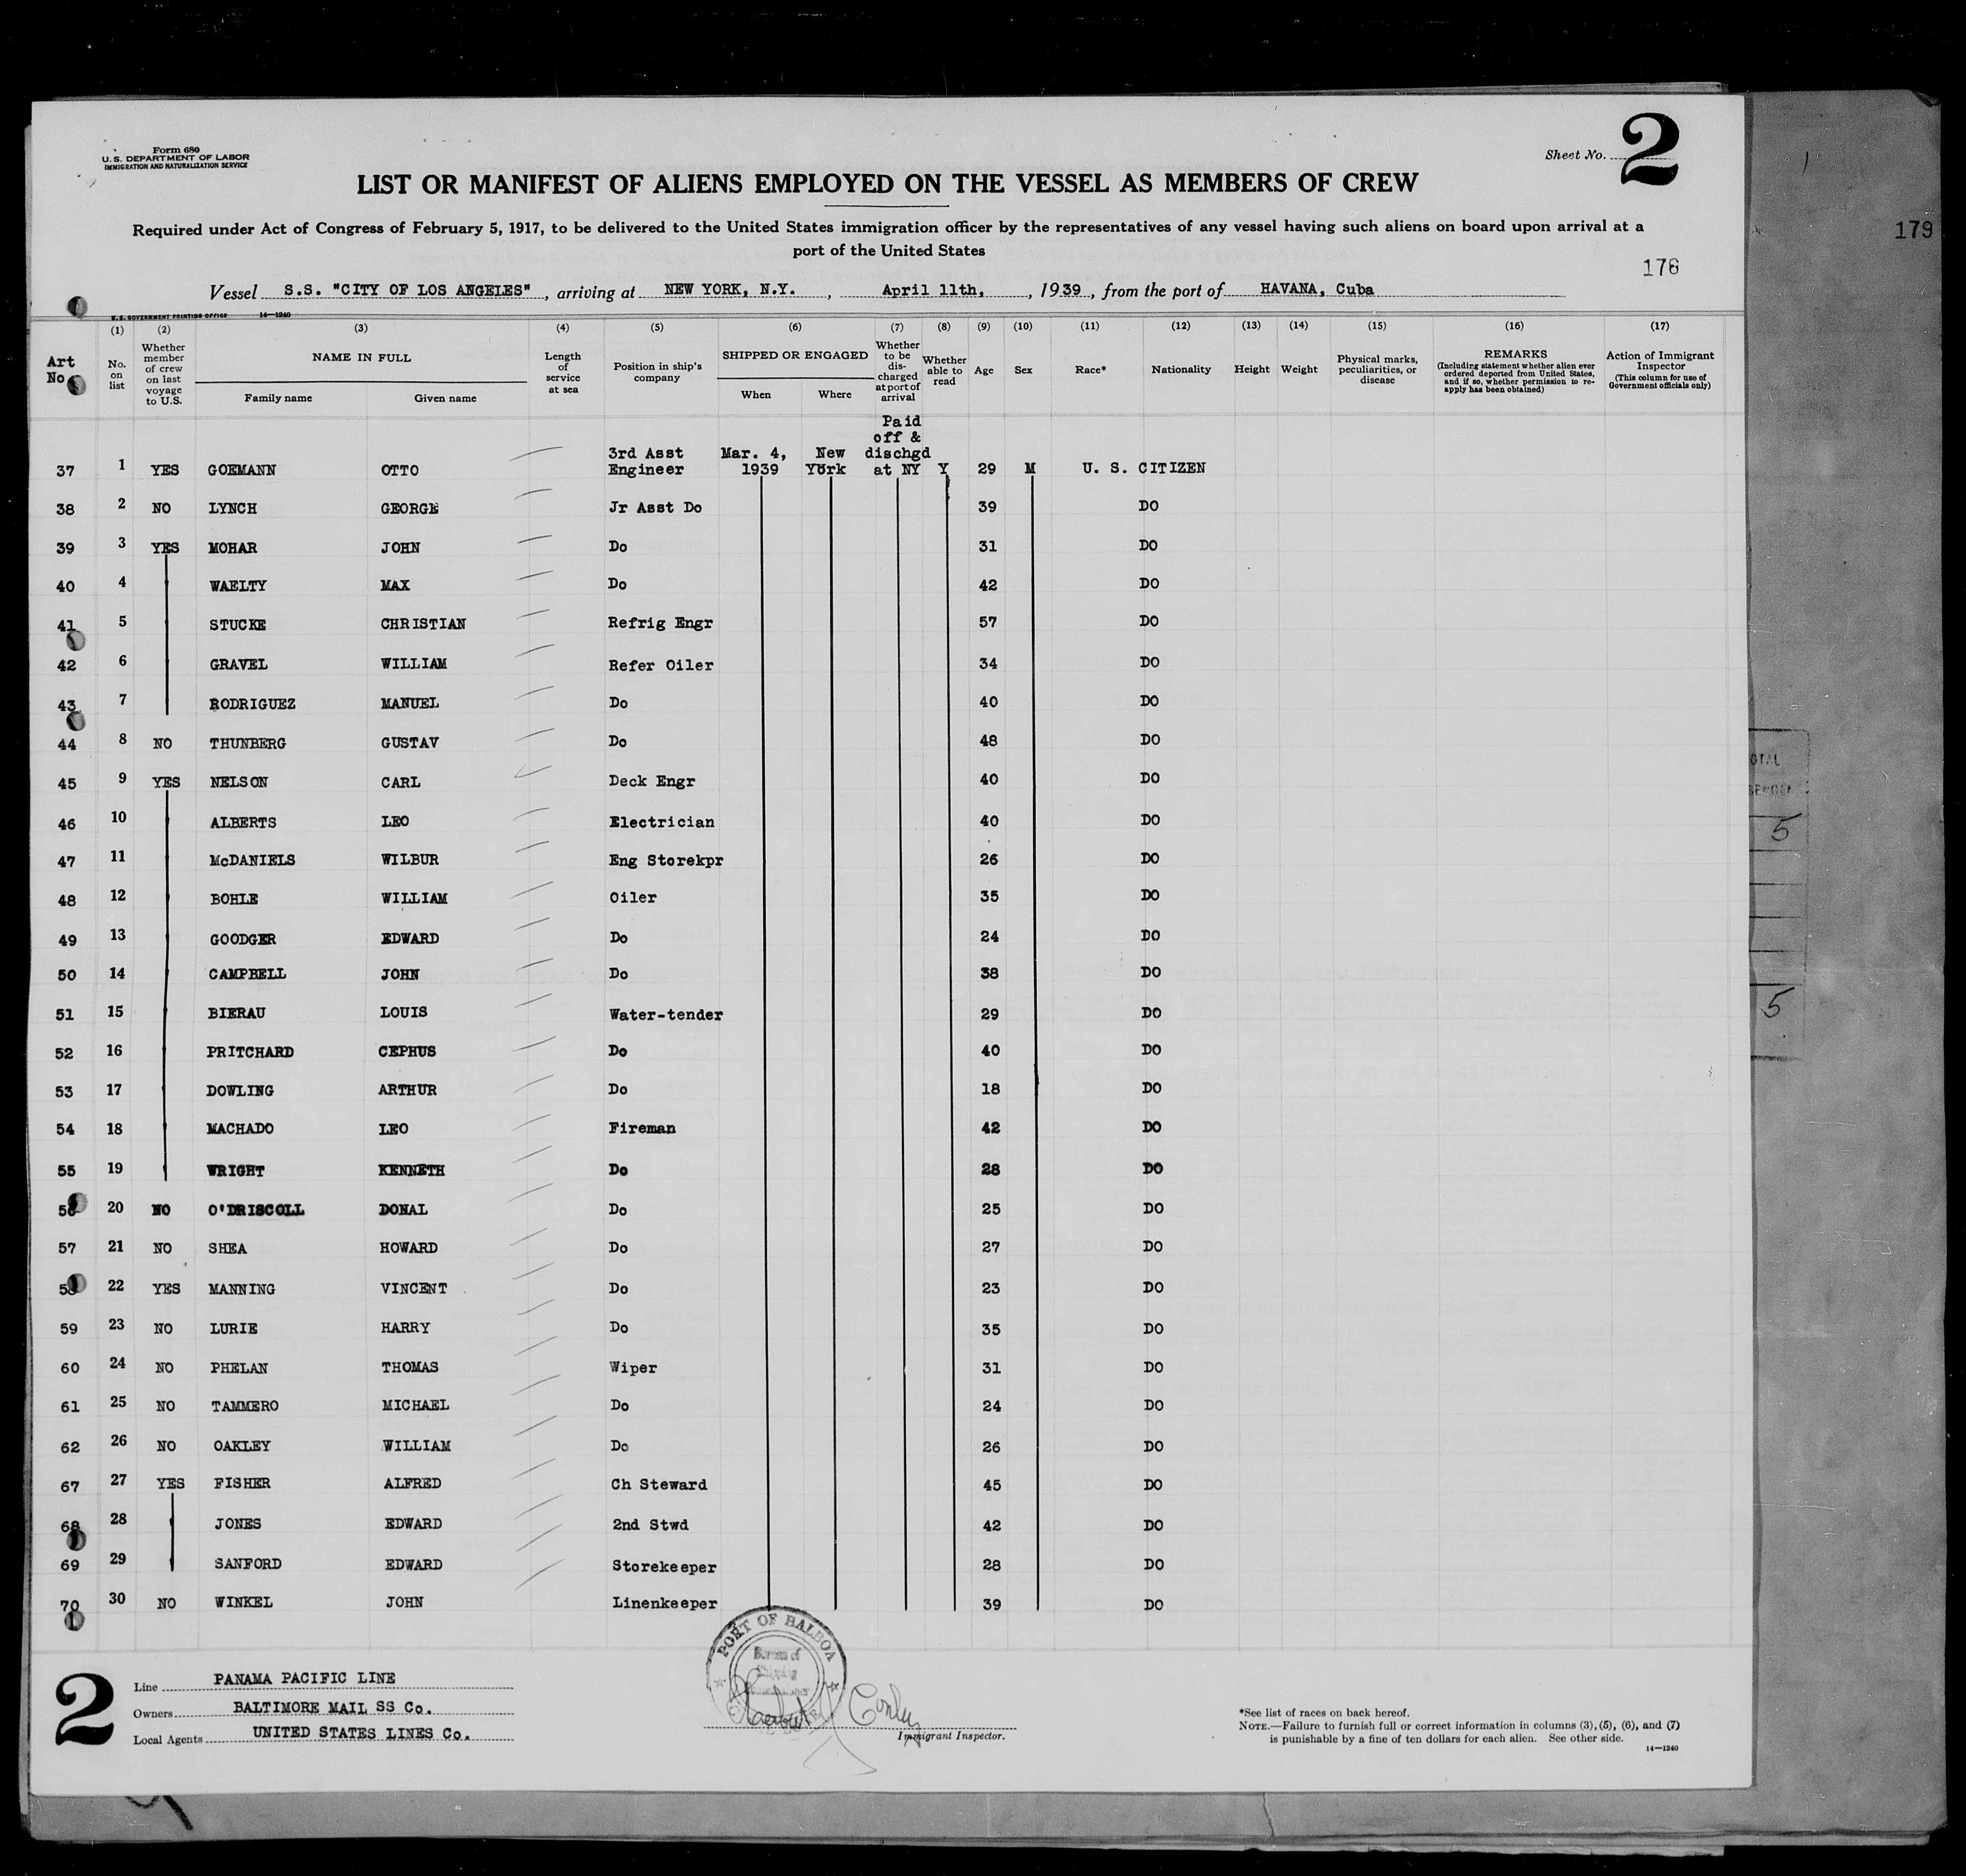 Form 680
U. S. DEPARTMENT OF LABOR
IMMIGRATION AND NATURALIZATION SERVICE
Sheet No. 2
LIST OR MANIFEST OF ALIENS EMPLOYED ON THE VESSEL AS MEMBERS OF CREW
Required under Act of Congress of February 5, 1917, to be delivered to the United States immigration officer by the representatives of any vessel having such aliens on board upon arrival at a
port of the United States
179
176
Vessel S.S. "CITY OF LOS ANGELES", arriving at NEW YORK, N.Y., April 11th, , 1939, from the port of HAVANA, Cuba
U.S. GOVERNMENT PRINTING OFFICE 14—1240
(1) (2) (3) (4) (5) (6) (7) (8) (9) (10) (11) (12) (13) (14) (15) (16) (17)
Art No
No. on list
Whether member of crew on last voyage to U.S.
NAME IN FULL
Family name Given name
Length of service at sea
Position in ship's company
SHIPPED OR ENGAGED
When Where
Whether to be discharged at port of arrival
Whether able to read
Age
Sex
Race*
Nationality
Height
Weight
Physical marks, peculiarities, or disease
REMARKS
(Including statement whether alien ever ordered deported from United States, and if so, whether permission to re-apply has been obtained)
Action of Immigrant Inspector
(This column for use of Government officials only)
37 1 YES GOEMANN OTTO 3rd Asst Engineer Mar. 4, 1939 New York Paid off & dischgd at NY Y 29 M U. S. CITIZEN
38 2 NO LYNCH GEORGE Jr Asst Do 39 DO
39 3 YES MOHAR JOHN Do 31 DO
40 4 WAELTY MAX Do 42 DO
41 5 STUCKE CHRISTIAN Refrig Engr 57 DO
42 6 GRAVEL WILLIAM Refer Oiler 34 DO
43 7 RODRIGUEZ MANUEL Do 40 DO
44 8 NO THUNBERG GUSTAV Do 48 DO
45 9 YES NELSON CARL Deck Engr 40 DO
46 10 ALBERTS LEO Electrician 40 DO
47 11 McDANIELS WILBUR Eng Storekpr 26 DO
48 12 BOHLE WILLIAM Oiler 35 DO
49 13 GOODGER EDWARD Do 24 DO
50 14 CAMPBELL JOHN Do 38 DO
51 15 BIERAU LOUIS Water-tender 29 DO
52 16 PRITCHARD CEPHUS Do 40 DO
53 17 DOWLING ARTHUR Do 18 DO
54 18 MACHADO LEO Fireman 42 DO
55 19 WRIGHT KENNETH Do 28 DO
56 20 NO O'DRISCOLL DONAL Do 25 DO
57 21 NO SHEA HOWARD Do 27 DO
58 22 YES MANNING VINCENT Do 23 DO
59 23 NO LURIE HARRY Do 35 DO
60 24 NO PHELAN THOMAS Wiper 31 DO
61 25 NO TAMMERO MICHAEL Do 24 DO
62 26 NO OAKLEY WILLIAM Do 26 DO
67 27 YES FISHER ALFRED Ch Steward 45 DO
68 28 JONES EDWARD 2nd Stwd 42 DO
69 29 SANFORD EDWARD Storekeeper 28 DO
70 30 NO WINKEL JOHN Linenkeeper 39 DO
5
5
2
Line PANAMA PACIFIC LINE
Owners BALTIMORE MAIL SS Co.
Local Agents UNITED STATES LINES Co.
PORT OF BALBOA
Bureau of Shipping
Immigrant Inspector.
*See list of races on back hereof.
NOTE.—Failure to furnish full or correct information in columns (3), (5), (6), and (7)
is punishable by a fine of ten dollars for each alien. See other side.
14—1240